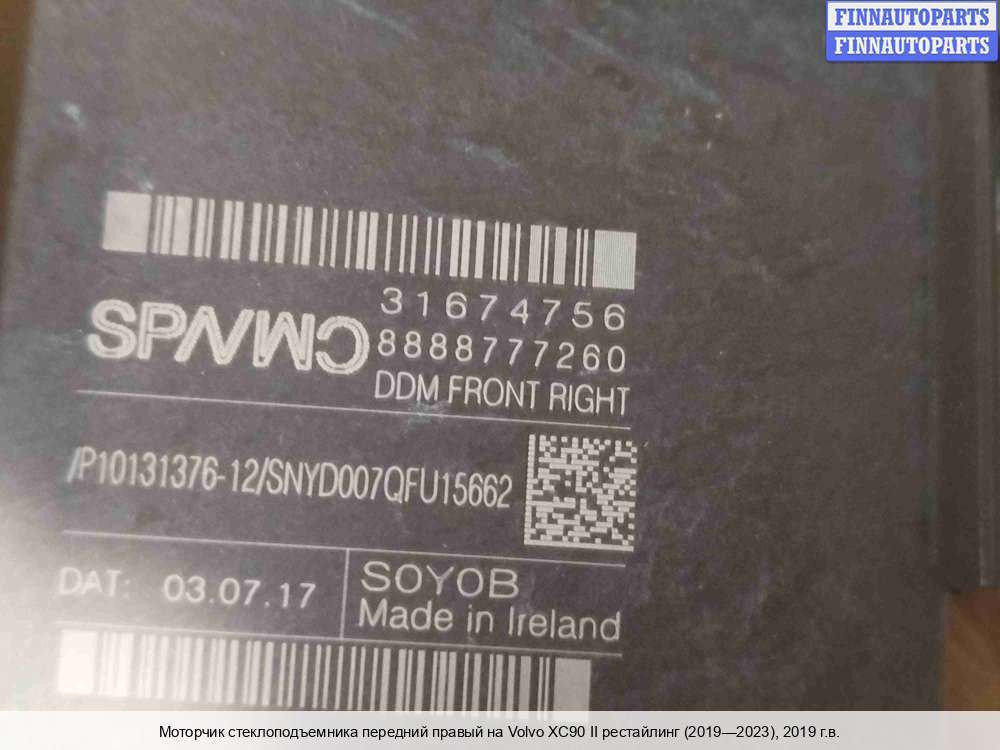 FINNAUTOPARTS
FINNAUTOPARTS
31674756
8888777260
DDM FRONT RIGHT
/P10131376-12/SNYD007QFU15662
DAT: 03.07.17
SOYOB
Made in Ireland
Моторчик стеклоподъемника передний правый на Volvo XC90 II рестайлинг (2019—2023), 2019 г.в.